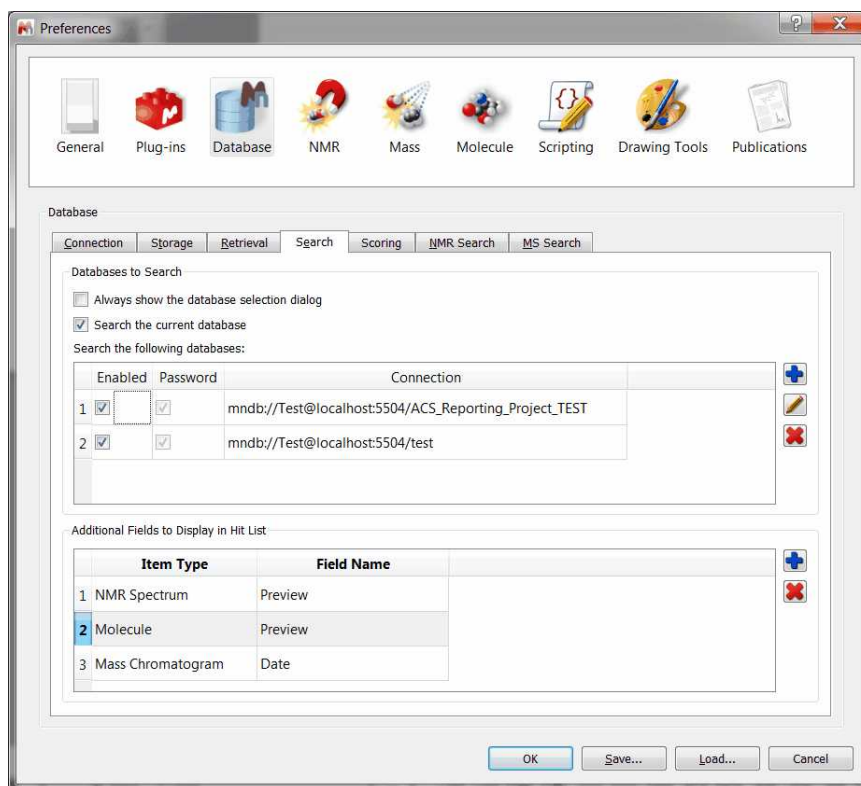 Preferences
General Plug-ins Database NMR Mass Molecule Scripting Drawing Tools Publications
Database
Connection Storage Retrieval Search Scoring NMR Search MS Search
Databases to Search
Always show the database selection dialog
Search the current database
Search the following databases:
Enabled Password Connection
1 mndb://Test@localhost:5504/ACS_Reporting_Project_TEST
2 mndb://Test@localhost:5504/test
Additional Fields to Display in Hit List
Item Type Field Name
1 NMR Spectrum Preview
2 Molecule Preview
3 Mass Chromatogram Date
OK Save... Load... Cancel